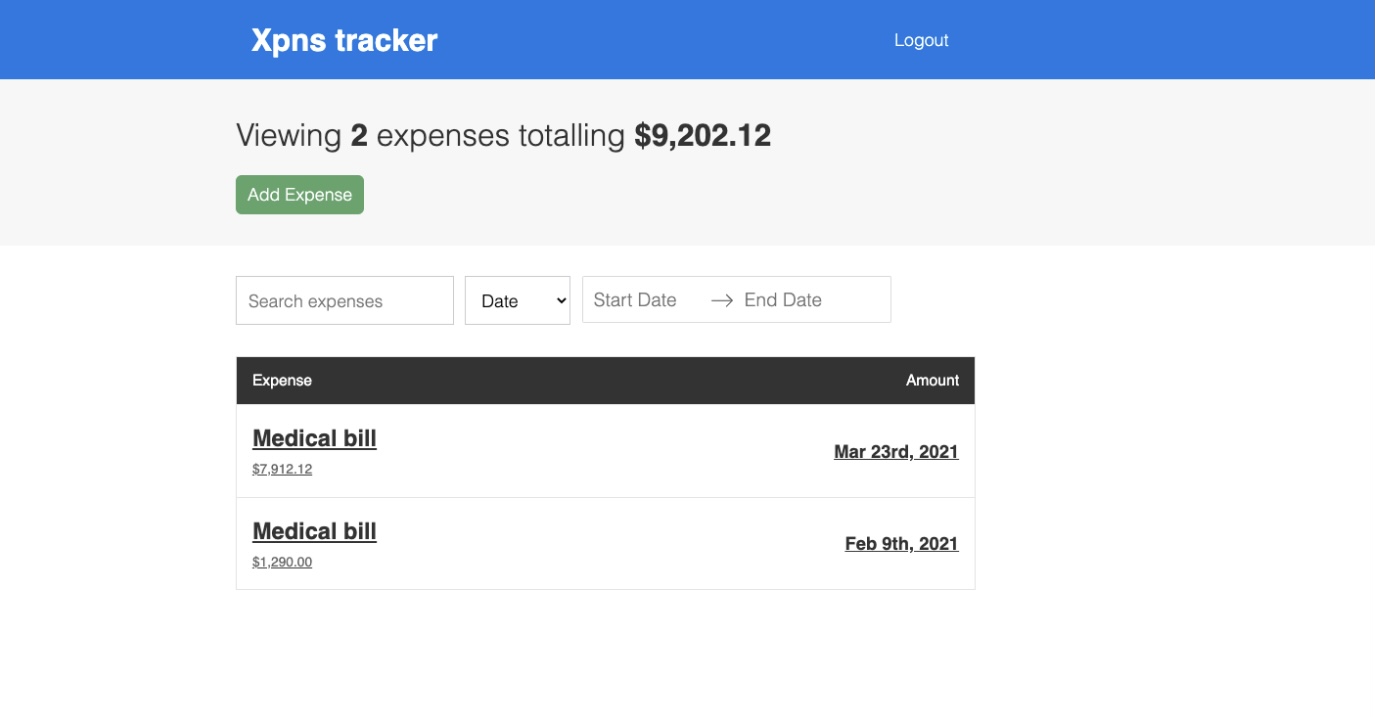 Xpns tracker Logout
Viewing 2 expenses totalling $9,202.12
Add Expense
Search expenses Date Start Date → End Date
Expense Amount
Medical bill
$7,912.12
Mar 23rd, 2021
Medical bill
$1,290.00
Feb 9th, 2021